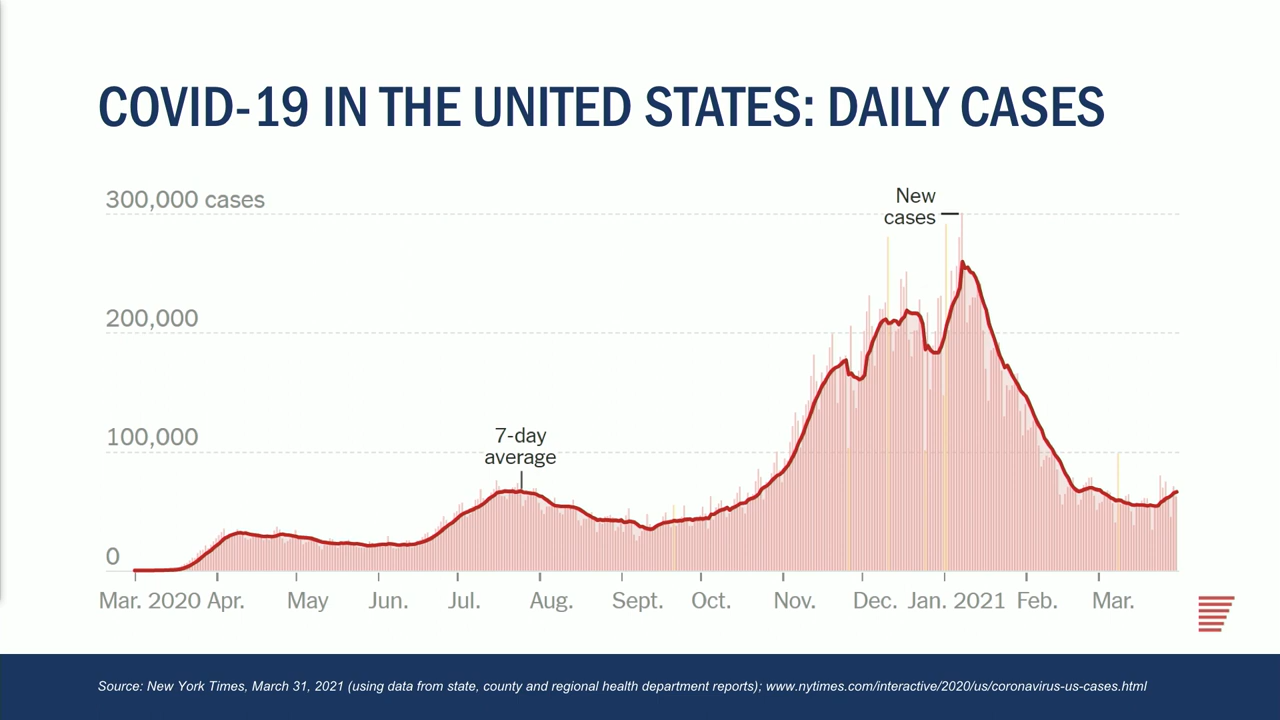 COVID-19 IN THE UNITED STATES: DAILY CASES
300,000 cases
New
cases
200,000
100,000
7-day
average
0
Mar. 2020 Apr. May Jun. Jul. Aug. Sept. Oct. Nov. Dec. Jan. 2021 Feb. Mar.
Source: New York Times, March 31, 2021 (using data from state, county and regional health department reports); www.nytimes.com/interactive/2020/us/coronavirus-us-cases.html